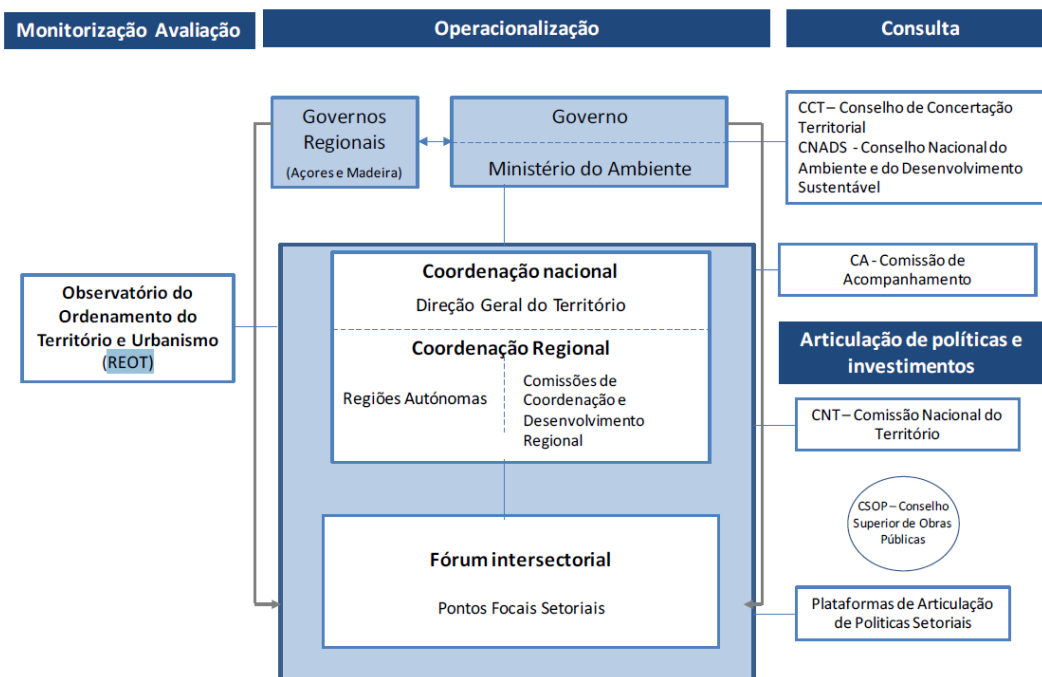 Monitorização Avaliação
Operacionalização
Consulta
Governos
Regionais
(Açores e Madeira)
Governo
Ministério do Ambiente
CCT – Conselho de Concertação
Territorial
CNADS - Conselho Nacional do
Ambiente e do Desenvolvimento
Sustentável
Coordenação nacional
Direção Geral do Território
CA - Comissão de
Acompanhamento
Observatório do
Ordenamento do
Território e Urbanismo
(REOT)
Coordenação Regional
Regiões Autónomas
Comissões de
Coordenação e
Desenvolvimento
Regional
Articulação de políticas e
investimentos
CNT – Comissão Nacional do
Território
CSOP – Conselho
Superior de Obras
Públicas
Fórum intersectorial
Pontos Focais Setoriais
Plataformas de Articulação
de Politicas Setoriais